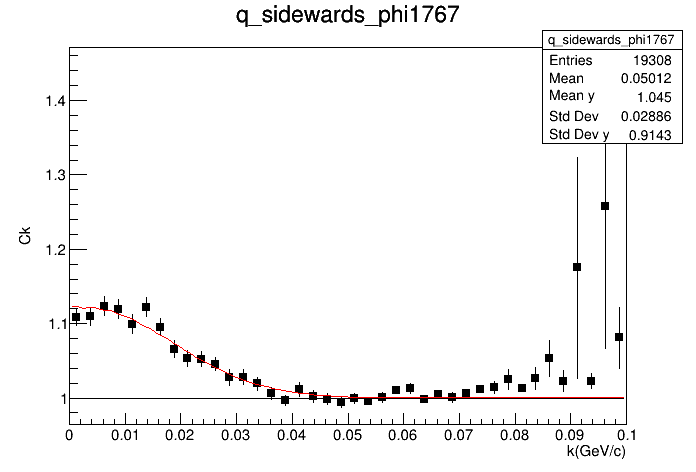 q_sidewards_phi1767
q_sidewards_phi1767
Entries 19308
Mean 0.05012
Mean y 1.045
Std Dev 0.02886
Std Dev y 0.9143
Ck
1.4
1.3
1.2
1.1
1
0 0.01 0.02 0.03 0.04 0.05 0.06 0.07 0.08 0.09 0.1
k(GeV/c)